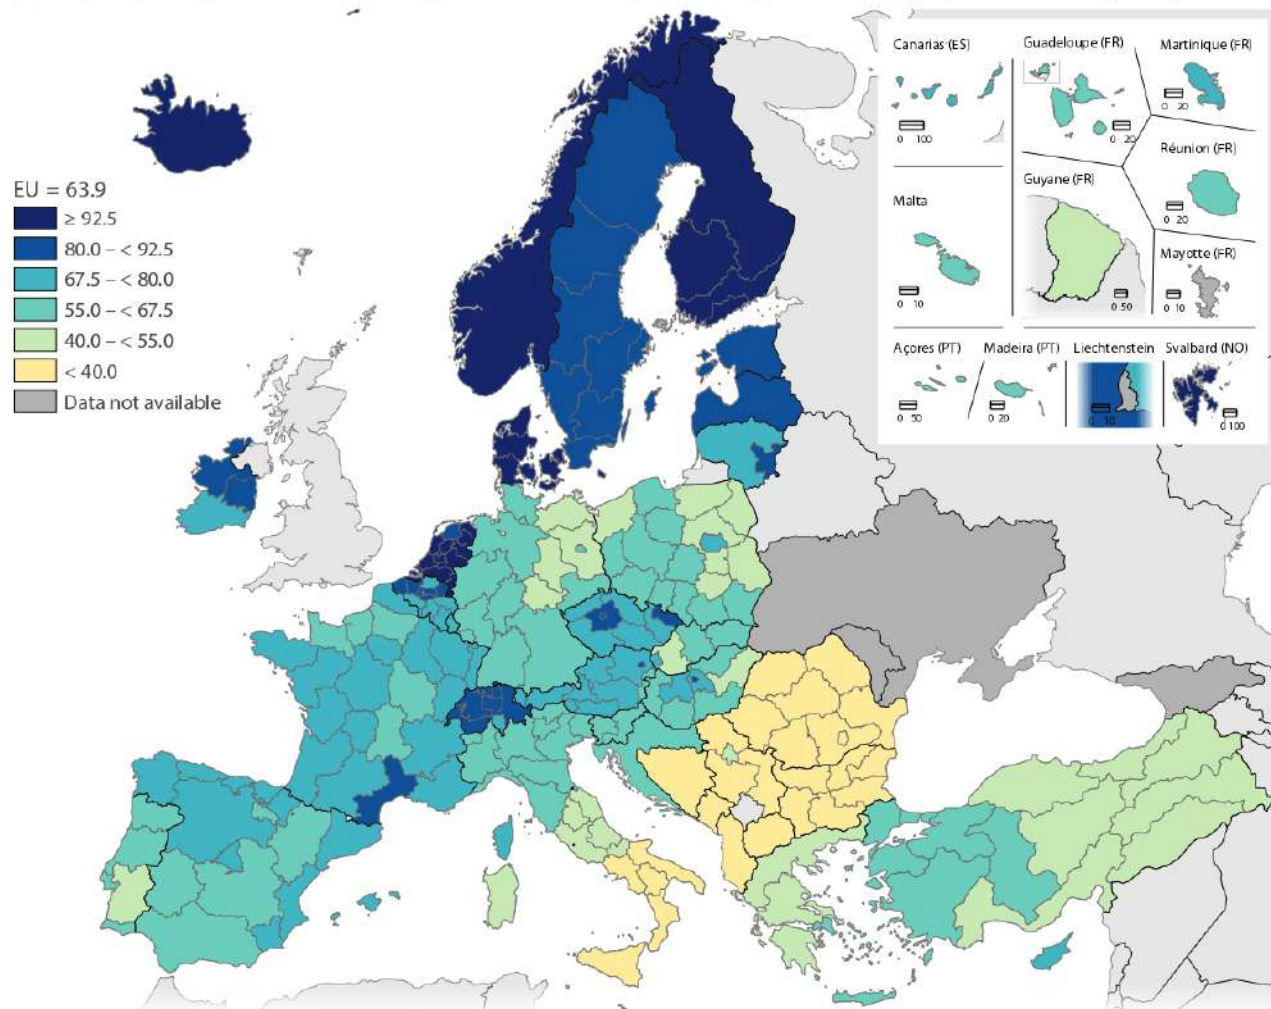 EU = 63.9
≥ 92.5
80.0 – < 92.5
67.5 – < 80.0
55.0 – < 67.5
40.0 – < 55.0
< 40.0
Data not available
Canarias (ES)
0 100
Guadeloupe (FR)
0 20
Martinique (FR)
0 20
Réunion (FR)
0 20
Malta
0 10
Guyane (FR)
0 50
Mayotte (FR)
0 10
Açores (PT)
0 50
Madeira (PT)
0 20
Liechtenstein
0 10
Svalbard (NO)
0 100